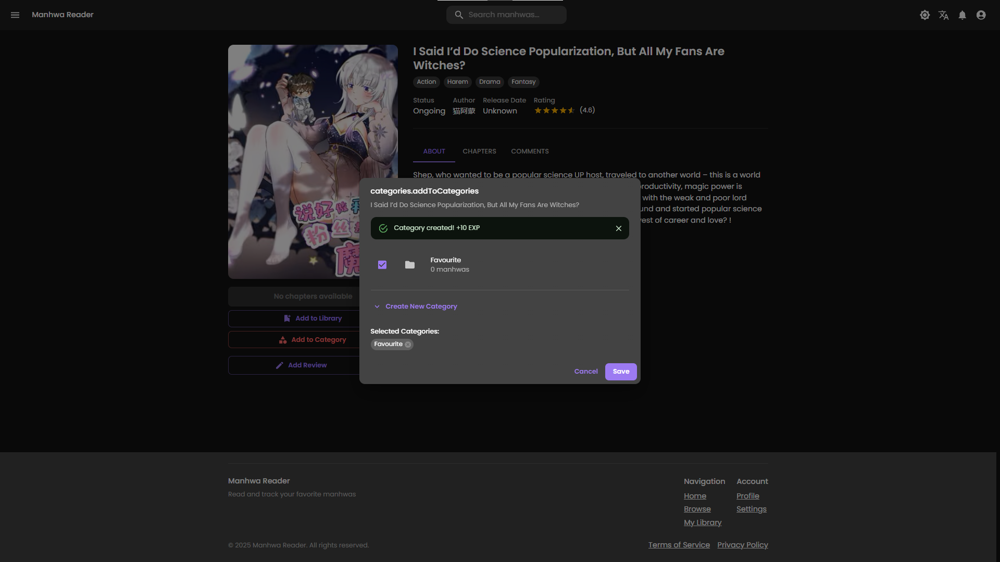 Manhwa Reader
Search manhwas...
I Said I’d Do Science Popularization, But All My Fans Are
Witches?
Action Harem Drama Fantasy
Status Author Release Date Rating
Ongoing 猫阿蒙 Unknown (4.6)
ABOUT CHAPTERS COMMENTS
Shep, who wanted to be a popular science UP host, traveled to another world – this is a world
roductivity, magic power is
with the weak and poor lord
und and started popular science
vest of career and love? !
说好做
粉丝
魔
categories.addToCategories
I Said I’d Do Science Popularization, But All My Fans Are Witches?
Category created! +10 EXP
Favourite
0 manhwas
Create New Category
Selected Categories:
Favourite
Cancel Save
No chapters available
Add to Library
Add to Category
Add Review
Manhwa Reader
Read and track your favorite manhwas
Navigation Account
Home Profile
Browse Settings
My Library
© 2025 Manhwa Reader. All rights reserved.
Terms of Service Privacy Policy